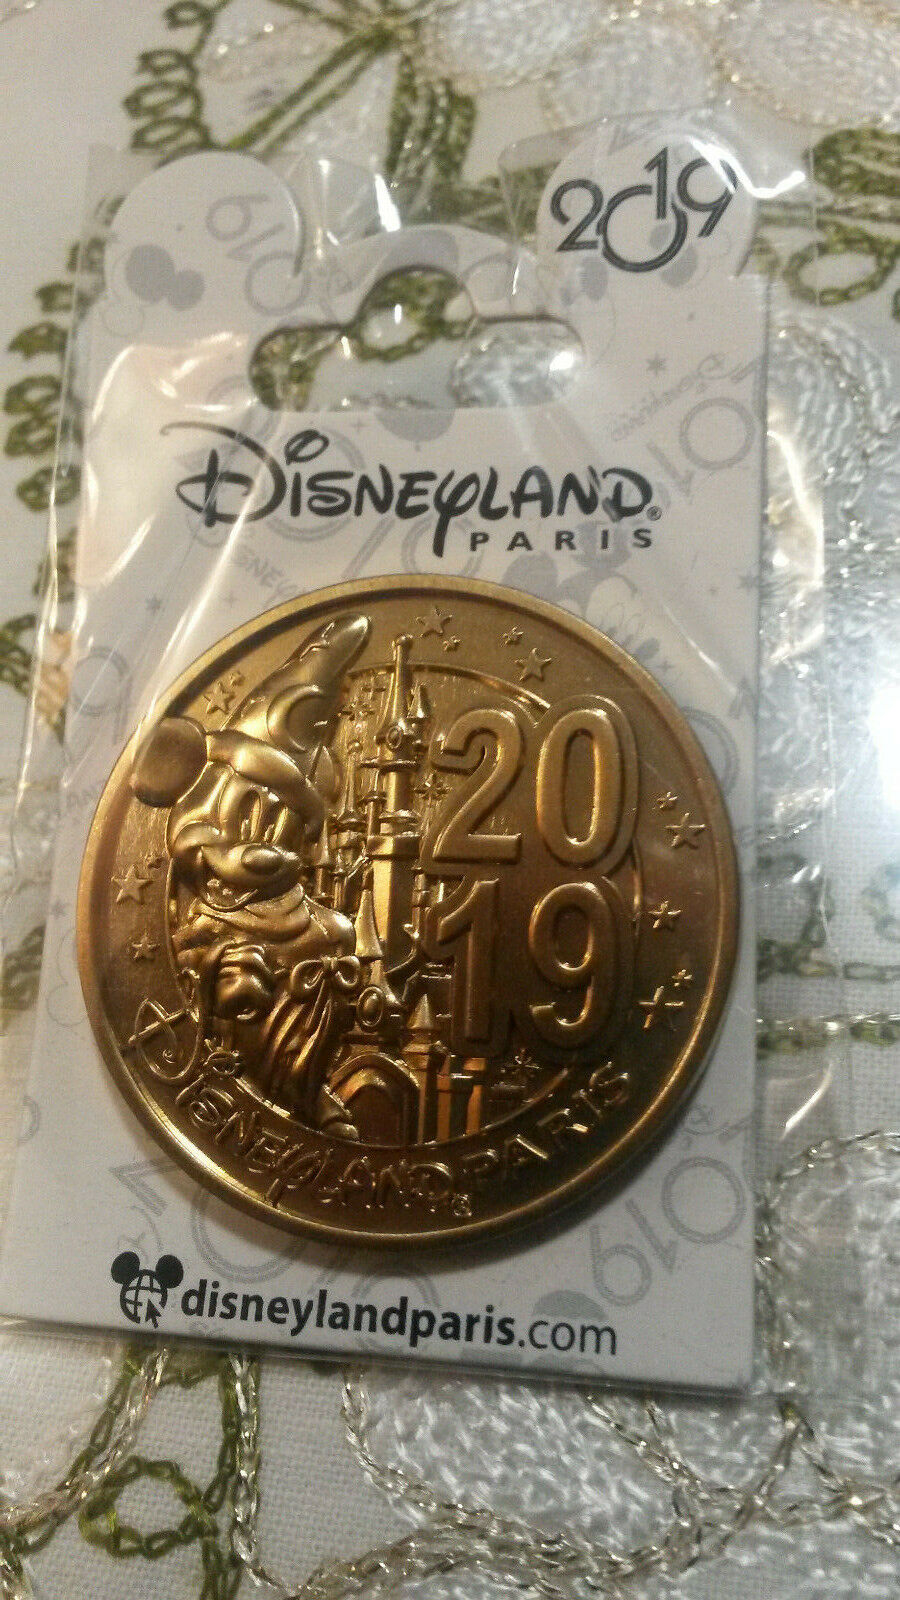 2019
DISNEYLAND®
PARIS
20
19
DISNEYLAND® PARIS
disneylandparis.com